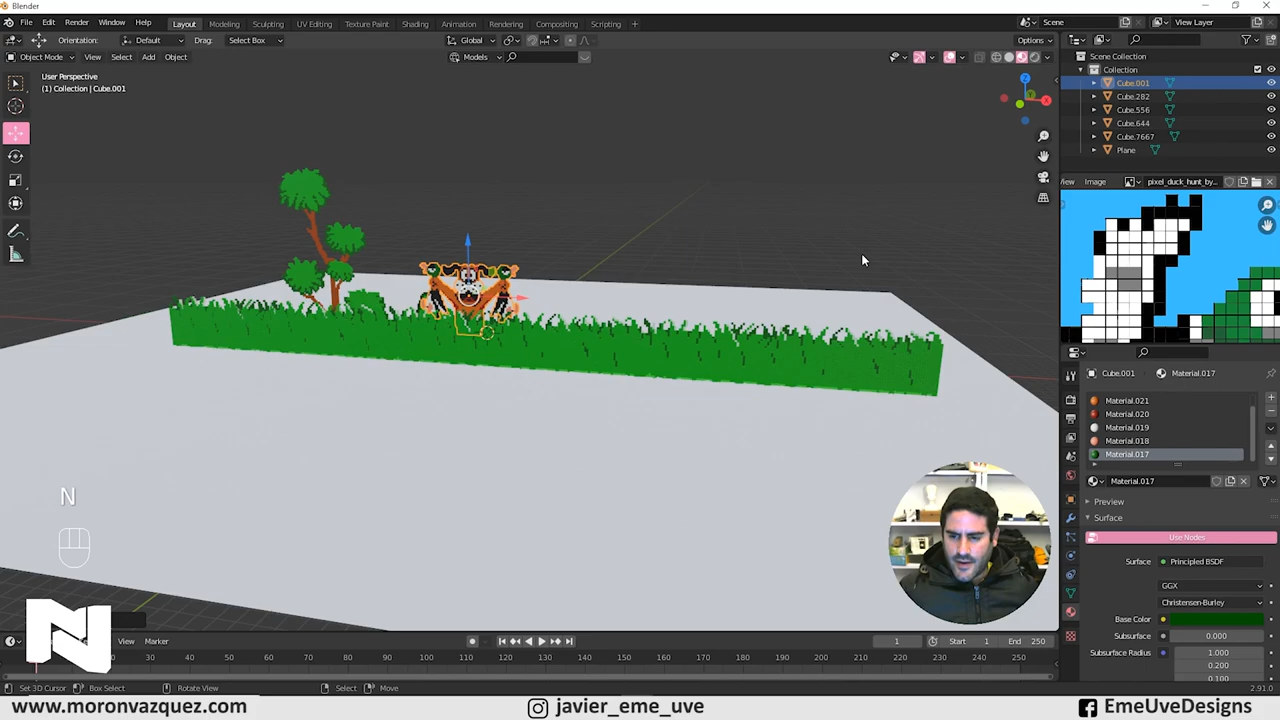 Blender
File Edit Render Window Help Layout Modeling Sculpting UV Editing Texture Paint Shading Animation Rendering Compositing Scripting + Scene View Layer
Orientation: Default Drag: Select Box Global Options
Object Mode View Select Add Object Models
User Perspective
(1) Collection | Cube.001
Scene Collection
Collection
Cube.001
Cube.282
Cube.556
Cube.644
Cube.7667
Plane
View Image pixel_duck_hunt_by...
Z
X
Cube.001 Material.017
Material.021
Material.020
Material.019
Material.018
Material.017
Material.017
Preview
Surface
Use Nodes
Surface Principled BSDF
GGX
Christensen-Burley
Base Color
Subsurface 0.000
Subsurface Radius 1.000
0.200
0.100
N
N
View Marker 1 Start 1 End 250
30 40 50 60 70 80 90 100 110 120 130 140 150 160 170 180 190 200 210 220 230 240 250
Set 3D Cursor Box Select Rotate View Select Move 2.91.0
www.moronvazquez.com javier_eme_uve EmeUveDesigns